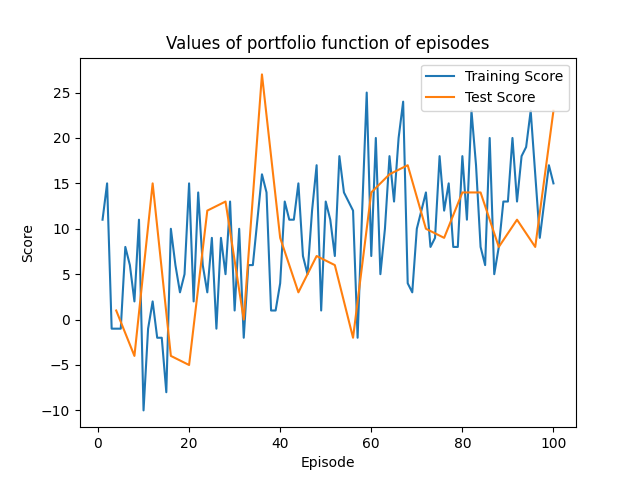 Values of portfolio function of episodes
Training Score
Test Score
25
20
15
10
5
0
−5
−10
Score
0 20 40 60 80 100
Episode